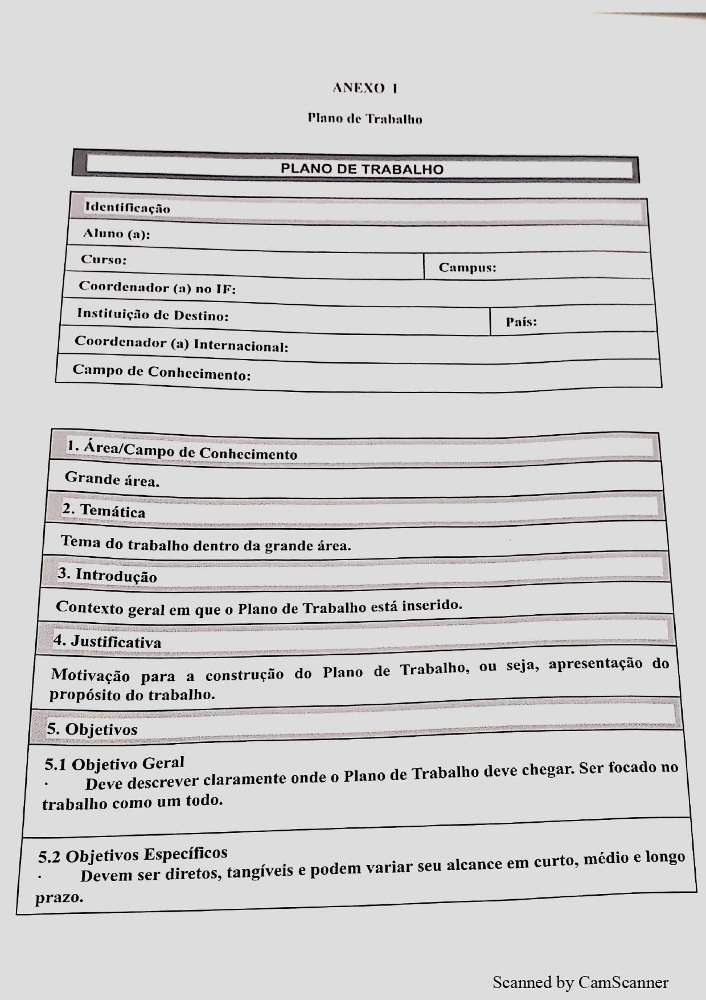 ANEXO I
Plano de Trabalho
PLANO DE TRABALHO
Identificação
Aluno (a):
Curso:
Campus:
Coordenador (a) no IF:
Instituição de Destino:
País:
Coordenador (a) Internacional:
Campo de Conhecimento:
1. Área/Campo de Conhecimento
Grande área.
2. Temática
Tema do trabalho dentro da grande área.
3. Introdução
Contexto geral em que o Plano de Trabalho está inserido.
4. Justificativa
Motivação para a construção do Plano de Trabalho, ou seja, apresentação do
propósito do trabalho.
5. Objetivos
5.1 Objetivo Geral
· Deve descrever claramente onde o Plano de Trabalho deve chegar. Ser focado no
trabalho como um todo.
5.2 Objetivos Específicos
· Devem ser diretos, tangíveis e podem variar seu alcance em curto, médio e longo
prazo.
Scanned by CamScanner